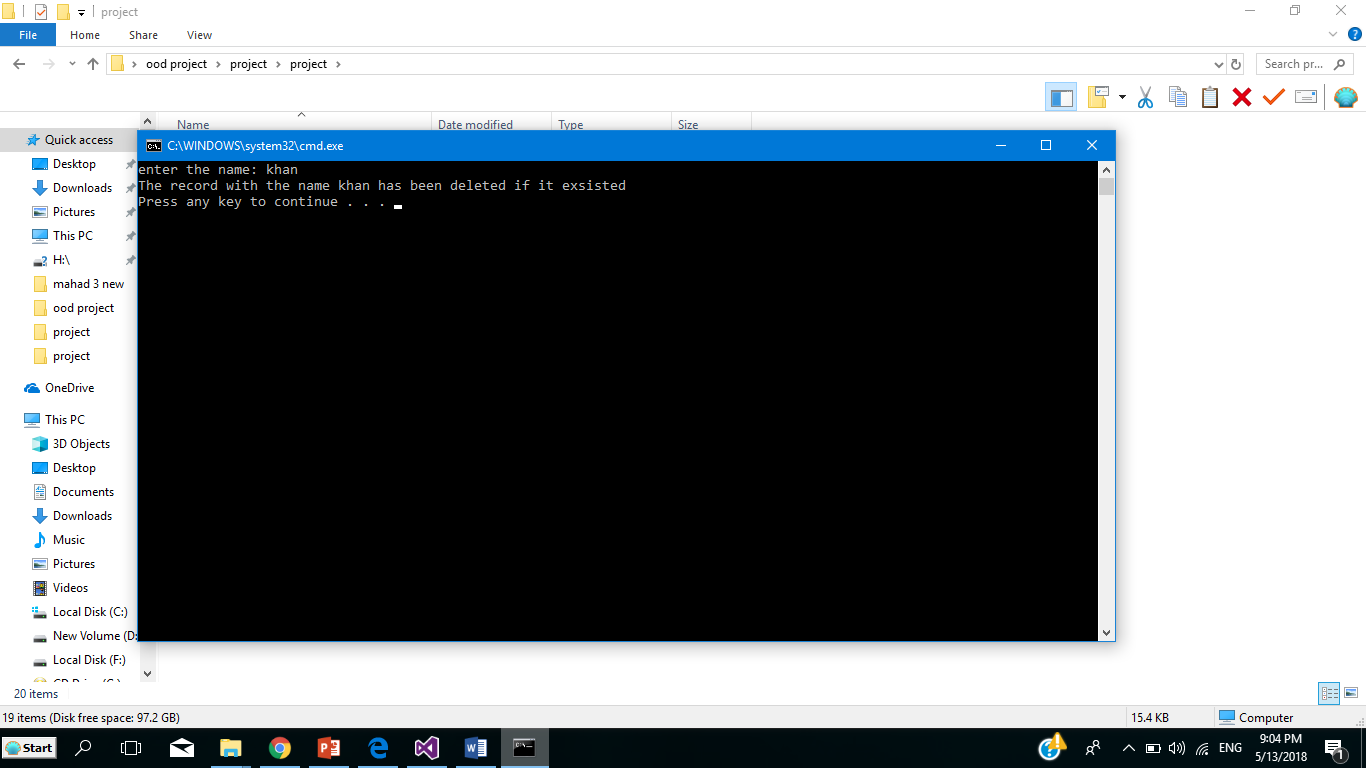 project
File Home Share View
ood project project project
Search pr...
Name Date modified Type Size
Quick access
Desktop
Downloads
Pictures
This PC
H:\
mahad 3 new
ood project
project
project
OneDrive
This PC
3D Objects
Desktop
Documents
Downloads
Music
Pictures
Videos
Local Disk (C:)
New Volume (D:
Local Disk (F:)
C:\WINDOWS\system32\cmd.exe
enter the name: khan
The record with the name khan has been deleted if it exsisted
Press any key to continue . . .
20 items
19 items (Disk free space: 97.2 GB) 15.4 KB Computer
Start ENG 9:04 PM
5/13/2018 1